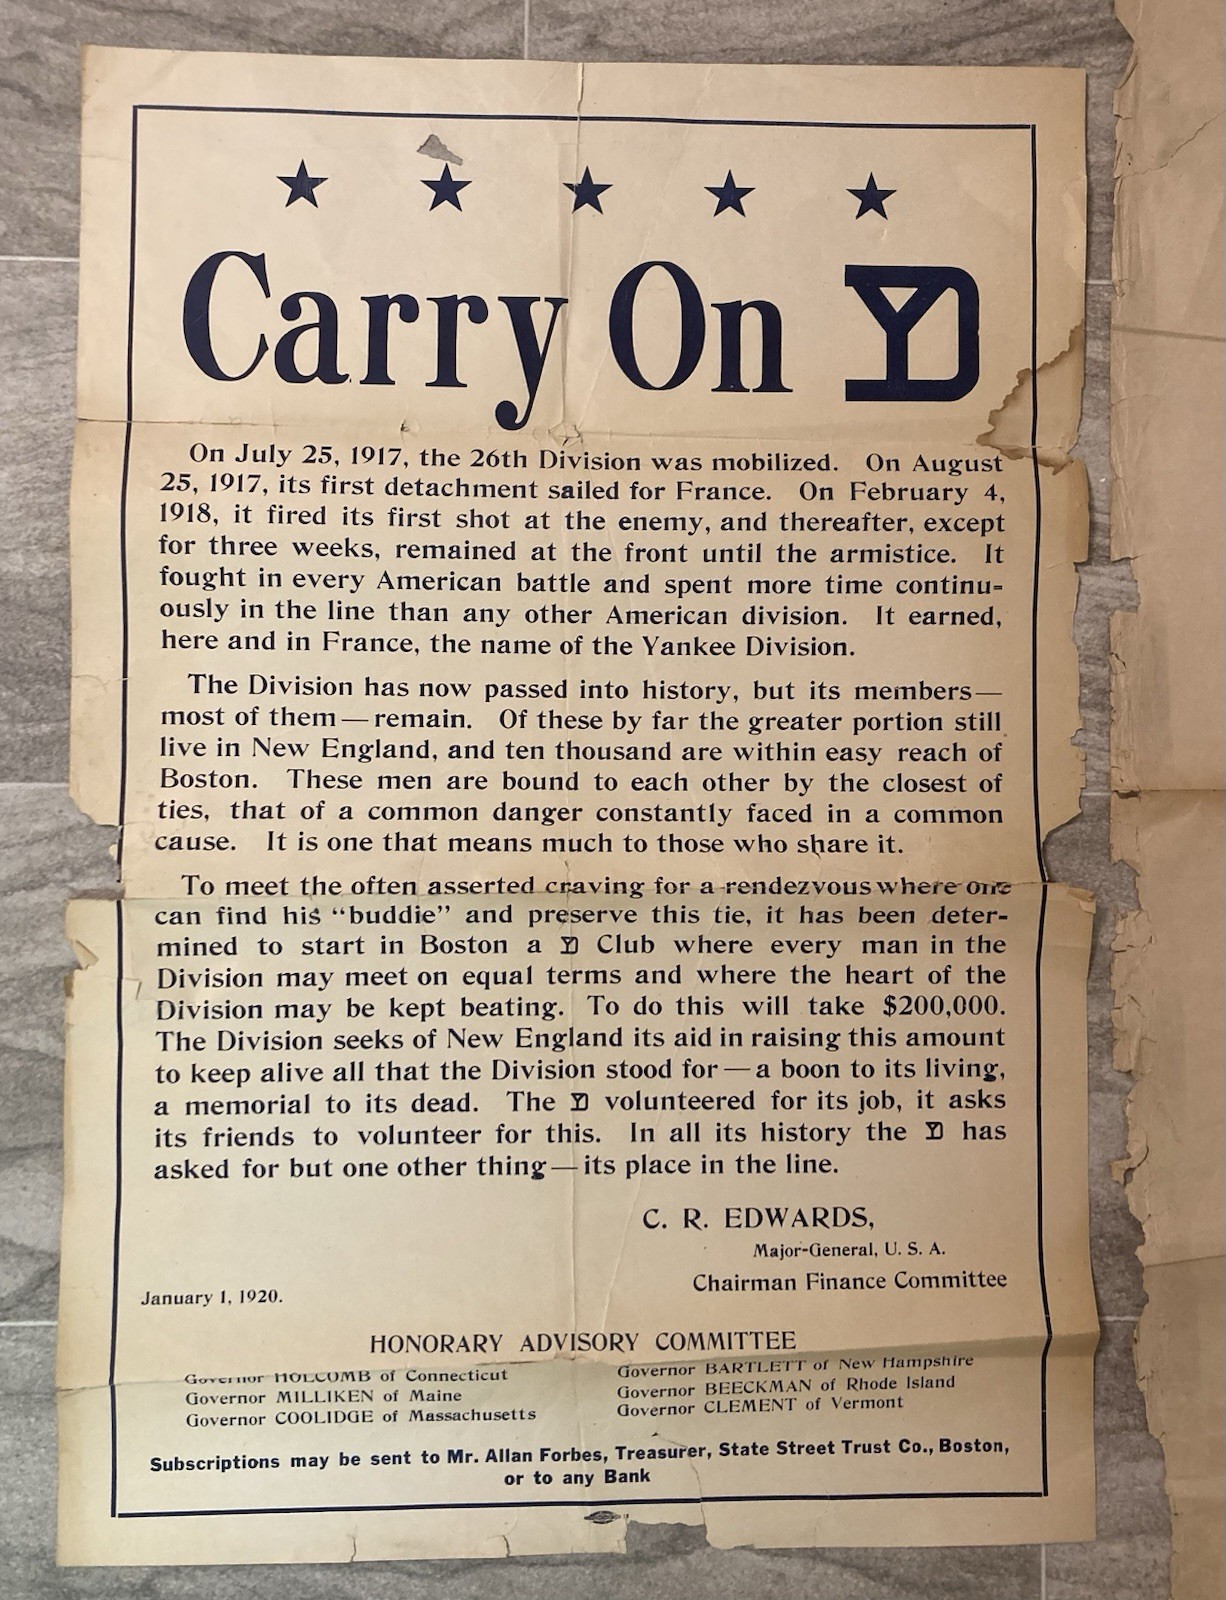 Carry On YD
On July 25, 1917, the 26th Division was mobilized. On August
25, 1917, its first detachment sailed for France. On February 4,
1918, it fired its first shot at the enemy, and thereafter, except
for three weeks, remained at the front until the armistice. It
fought in every American battle and spent more time continu-
ously in the line than any other American division. It earned,
here and in France, the name of the Yankee Division.
The Division has now passed into history, but its members—
most of them—remain. Of these by far the greater portion still
live in New England, and ten thousand are within easy reach of
Boston. These men are bound to each other by the closest of
ties, that of a common danger constantly faced in a common
cause. It is one that means much to those who share it.
To meet the often asserted craving for a rendezvous where one
can find his "buddie" and preserve this tie, it has been deter-
mined to start in Boston a YD Club where every man in the
Division may meet on equal terms and where the heart of the
Division may be kept beating. To do this will take $200,000.
The Division seeks of New England its aid in raising this amount
to keep alive all that the Division stood for—a boon to its living,
a memorial to its dead. The YD volunteered for its job, it asks
its friends to volunteer for this. In all its history the YD has
asked for but one other thing—its place in the line.
C. R. EDWARDS,
Major-General, U. S. A.
Chairman Finance Committee
January 1, 1920.
HONORARY ADVISORY COMMITTEE
Governor HOLCOMB of Connecticut
Governor MILLIKEN of Maine
Governor COOLIDGE of Massachusetts
Governor BARTLETT of New Hampshire
Governor BEECKMAN of Rhode Island
Governor CLEMENT of Vermont
Subscriptions may be sent to Mr. Allan Forbes, Treasurer, State Street Trust Co., Boston,
or to any Bank